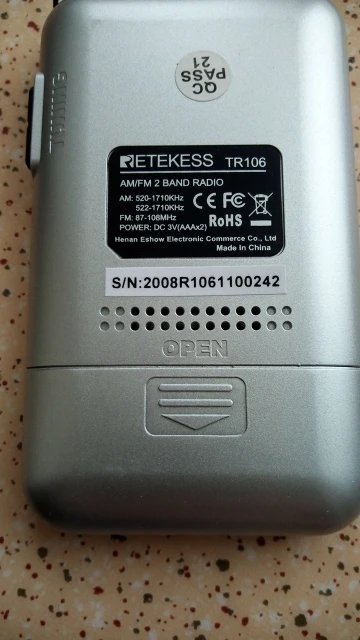 QC
PASS
21
TUNING
RETEKESS TR106
AM/FM 2 BAND RADIO
AM: 520-1710KHz
522-1710KHz
FM: 87-108MHz
POWER: DC 3V(AAAx2)
CE FC
RoHS
Henan Eshow Electronic Commerce Co., Ltd
Made In China
S/N:2008R1061100242
OPEN